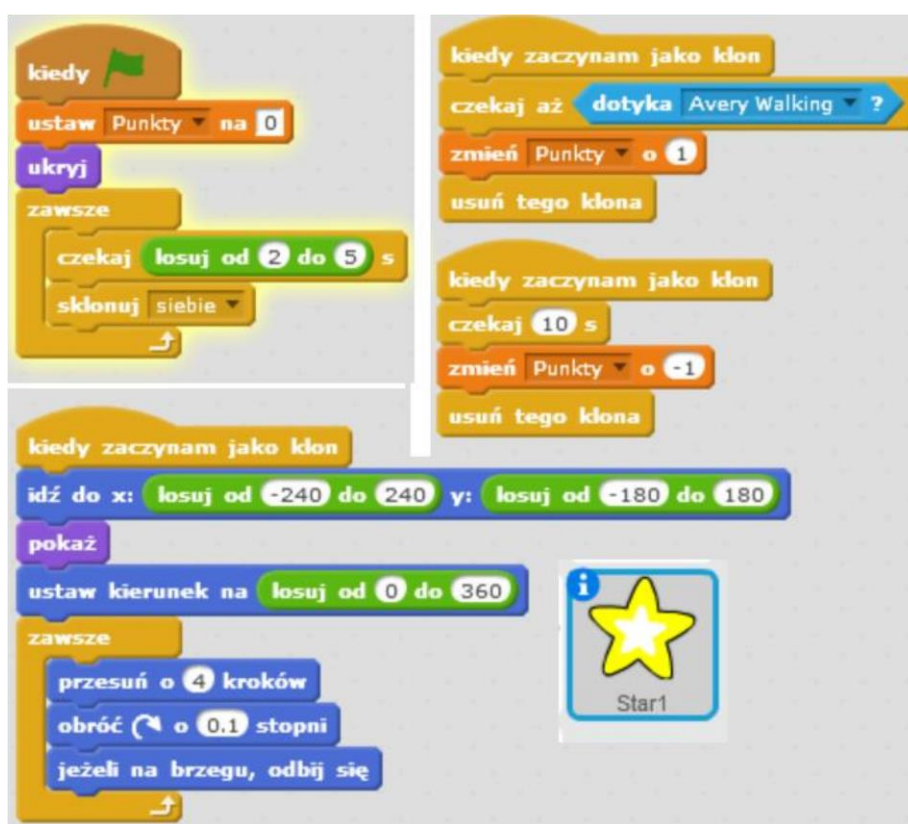 kiedy
ustaw Punkty na 0
ukryj
zawsze
czekaj losuj od 2 do 5 s
sklonuj siebie
kiedy zaczynam jako klon
czekaj aż dotyka Avery Walking ?
zmień Punkty o 1
usuń tego klona
kiedy zaczynam jako klon
czekaj 10 s
zmień Punkty o -1
usuń tego klona
kiedy zaczynam jako klon
idź do x: losuj od -240 do 240 y: losuj od -180 do 180
pokaż
ustaw kierunek na losuj od 0 do 360
zawsze
przesuń o 4 kroków
obróć o 0.1 stopni
jeżeli na brzegu, odbij się
i
Star1